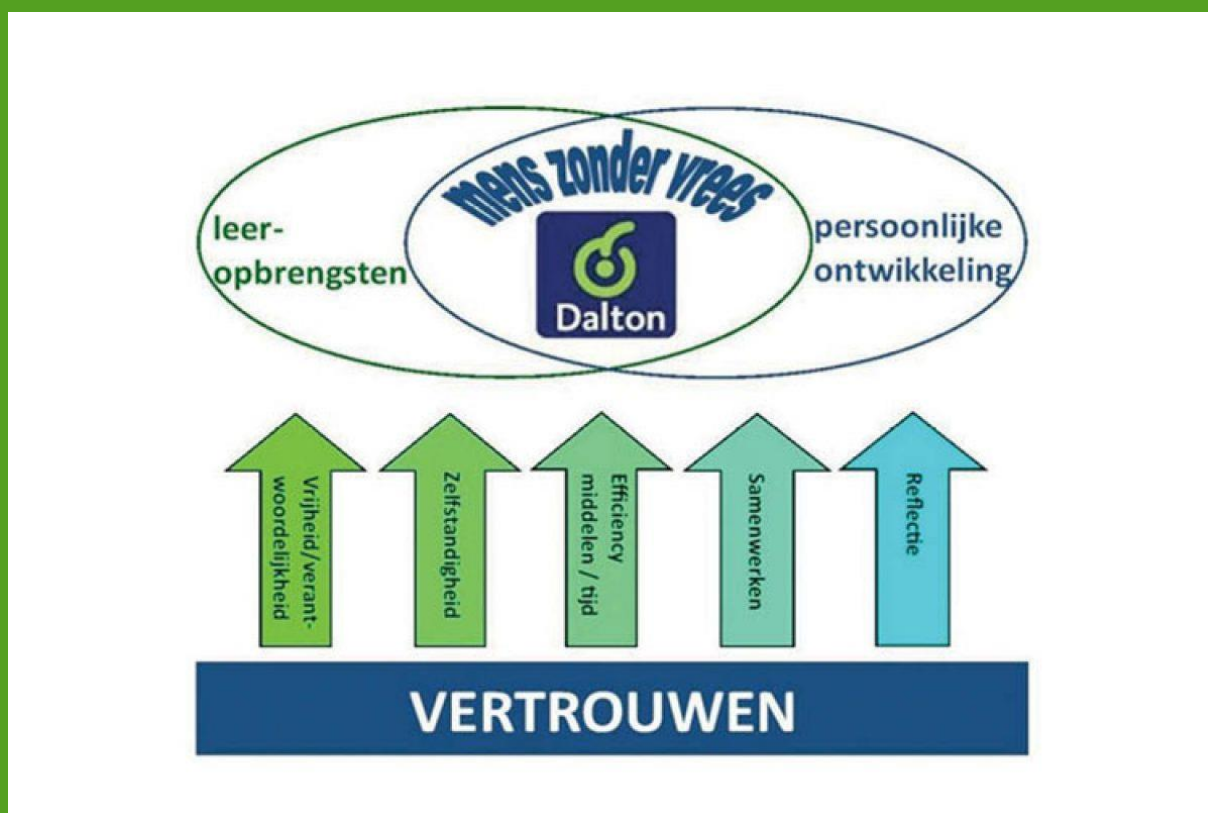 mens zonder vrees
leer-
opbrengsten
Dalton
persoonlijke
ontwikkeling
Vrijheid/verant-
woordelijkheid
Zelfstandigheid
Efficiency
middelen / tijd
Samenwerken
Reflectie
VERTROUWEN